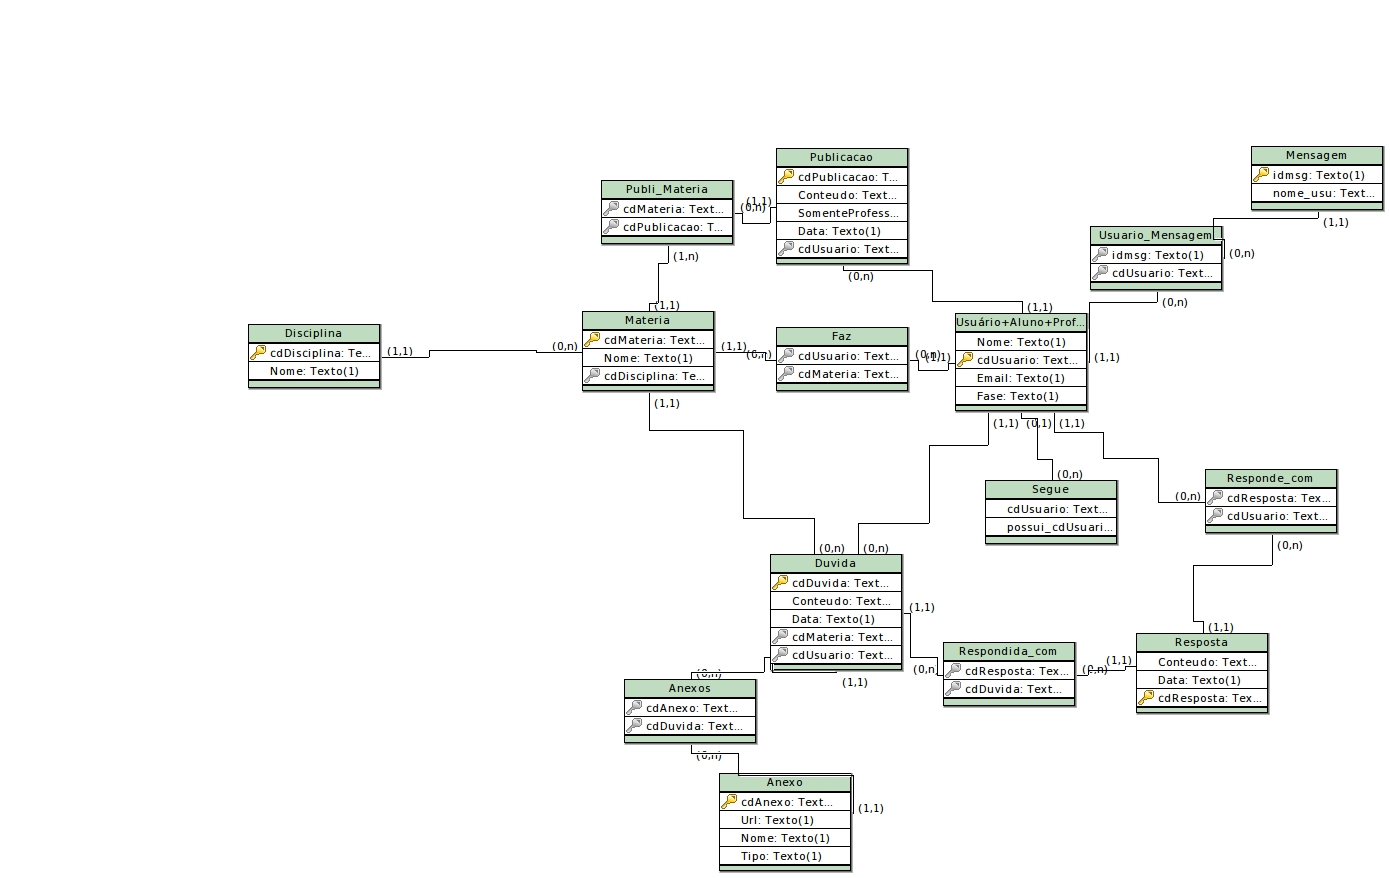 Publicacao
cdPublicacao: T...
Conteudo: Text...
SomenteProfess...
Data: Texto(1)
cdUsuario: Text...
Mensagem
idmsg: Texto(1)
nome_usu: Text...
Publi_Materia
cdMateria: Text...
cdPublicacao: T...
(1,1)
(0,n)
(1,1)
Usuario_Mensagem
idmsg: Texto(1)
cdUsuario: Text...
(0,n)
(1,n)
(0,n)
(0,n)
(1,1)
(1,1)
Disciplina
cdDisciplina: Te...
Nome: Texto(1)
(1,1)
(0,n)
Materia
cdMateria: Text...
Nome: Texto(1)
cdDisciplina: Te...
(1,1)
(0,n)
Faz
cdUsuario: Text...
cdMateria: Text...
(0,n)
(1,1)
Usuário+Aluno+Prof...
Nome: Texto(1)
cdUsuario: Text...
Email: Texto(1)
Fase: Texto(1)
(1,1)
(1,1)
(1,1)
(0,1)
(1,1)
(0,n)
Segue
cdUsuario: Text...
possui_cdUsuari...
(0,n)
Responde_com
cdResposta: Tex...
cdUsuario: Text...
(0,n)
(0,n)
(0,n)
Duvida
cdDuvida: Text...
Conteudo: Text...
Data: Texto(1)
cdMateria: Text...
cdUsuario: Text...
(1,1)
(0,n)
Respondida_com
cdResposta: Tex...
cdDuvida: Text...
(0,n)
(1,1)
(1,1)
Resposta
Conteudo: Text...
Data: Texto(1)
cdResposta: Tex...
(0,n)
(1,1)
Anexos
cdAnexo: Text...
cdDuvida: Text...
(0,n)
Anexo
cdAnexo: Text...
Url: Texto(1)
Nome: Texto(1)
Tipo: Texto(1)
(1,1)